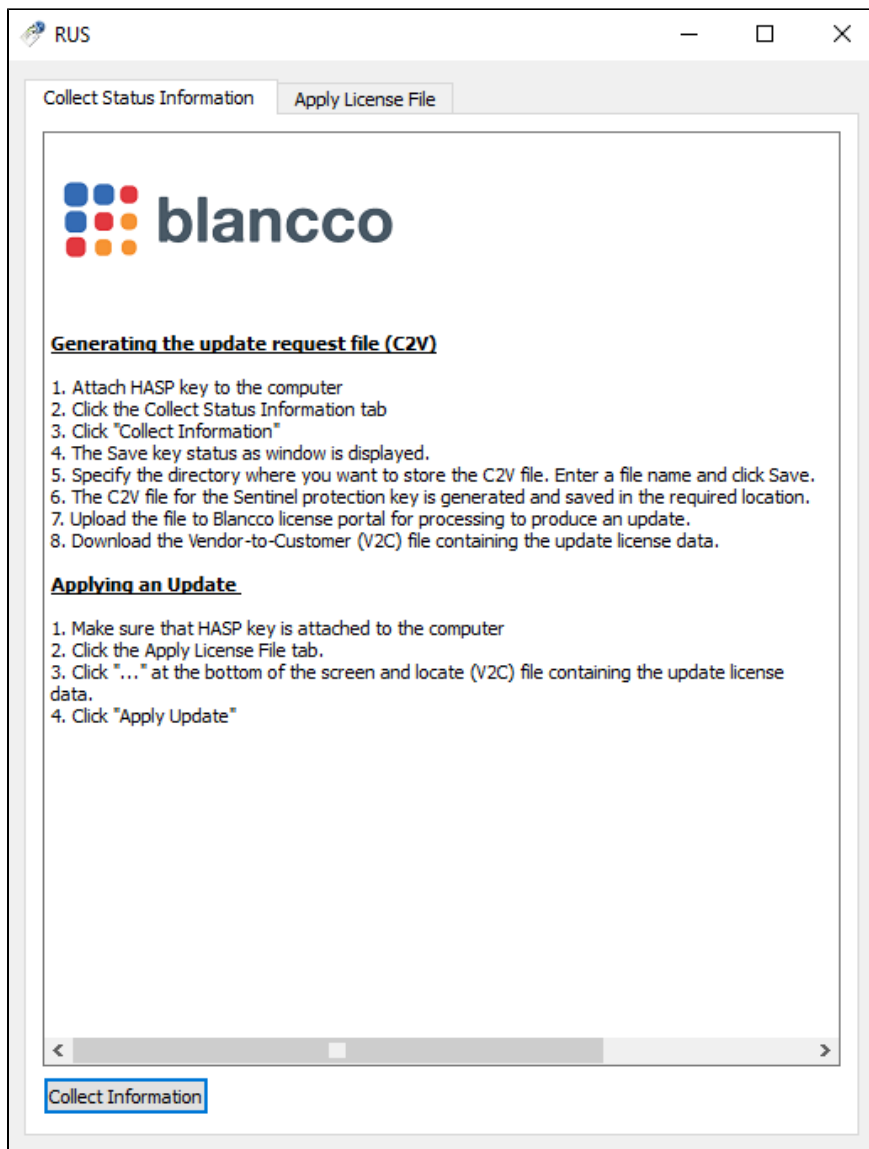 RUS
Collect Status Information
Apply License File
blancco
Generating the update request file (C2V)
1. Attach HASP key to the computer
2. Click the Collect Status Information tab
3. Click "Collect Information"
4. The Save key status as window is displayed.
5. Specify the directory where you want to store the C2V file. Enter a file name and click Save.
6. The C2V file for the Sentinel protection key is generated and saved in the required location.
7. Upload the file to Blancco license portal for processing to produce an update.
8. Download the Vendor-to-Customer (V2C) file containing the update license data.
Applying an Update
1. Make sure that HASP key is attached to the computer
2. Click the Apply License File tab.
3. Click "..." at the bottom of the screen and locate (V2C) file containing the update license
data.
4. Click "Apply Update"
Collect Information